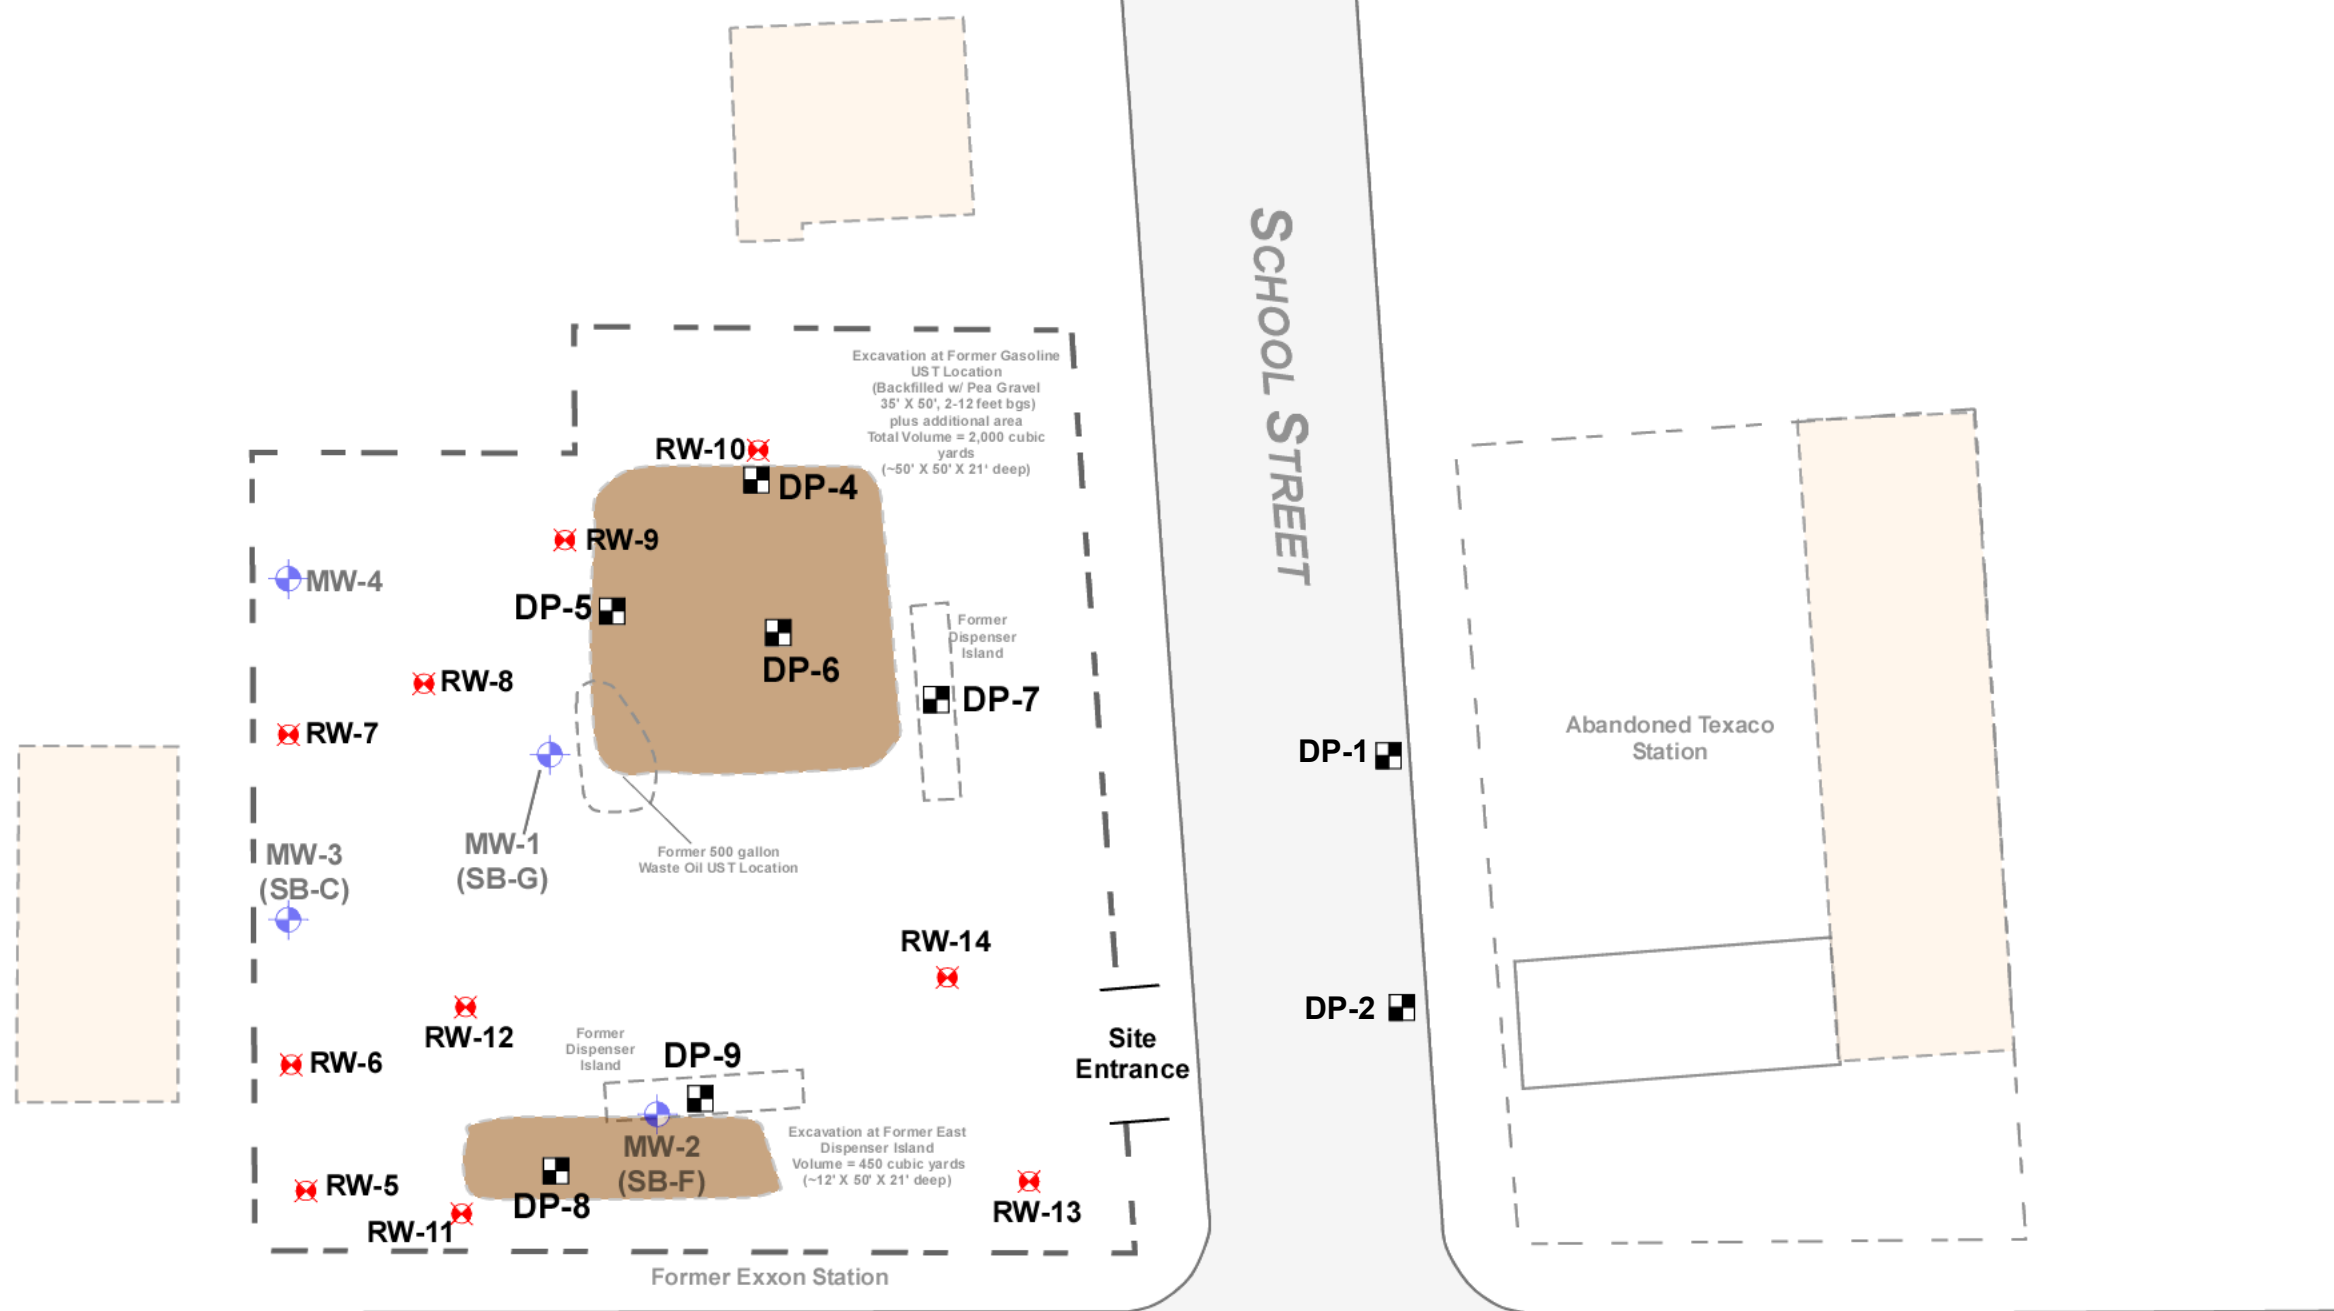 SCHOOL STREET
Excavation at Former Gasoline
UST Location
(Backfilled w/ Pea Gravel
35' X 50', 2-12 feet bgs)
plus additional area
Total Volume = 2,000 cubic
yards
(~50' X 50' X 21' deep)
RW-10
DP-4
RW-9
MW-4
DP-5
Former
Dispenser
Island
DP-6
RW-8
DP-7
RW-7
Abandoned Texaco
Station
DP-1
MW-3
(SB-C)
MW-1
(SB-G)
Former 500 gallon
Waste Oil UST Location
RW-14
DP-2
RW-12
Former
Dispenser
Island
DP-9
Site
Entrance
RW-6
MW-2
(SB-F)
Excavation at Former East
Dispenser Island
Volume = 450 cubic yards
(~12' X 50' X 21' deep)
RW-5
DP-8
RW-11
RW-13
Former Exxon Station